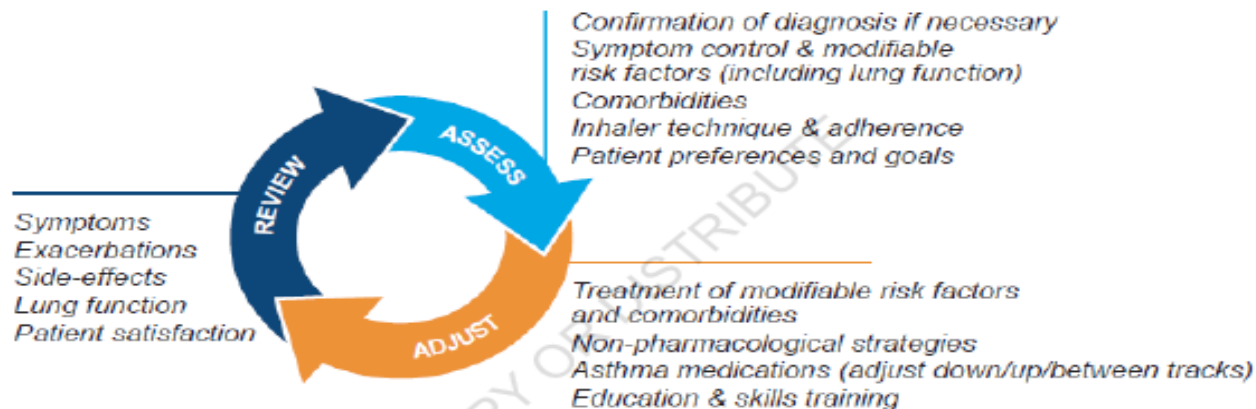 Confirmation of diagnosis if necessary
Symptom control & modifiable
risk factors (including lung function)
Comorbidities
Inhaler technique & adherence
Patient preferences and goals
ASSESS
REVIEW
Symptoms
Exacerbations
Side-effects
Lung function
Patient satisfaction
ADJUST
Treatment of modifiable risk factors
and comorbidities
Non-pharmacological strategies
Asthma medications (adjust down/up/between tracks)
Education & skills training
OR DISTRIBUTE